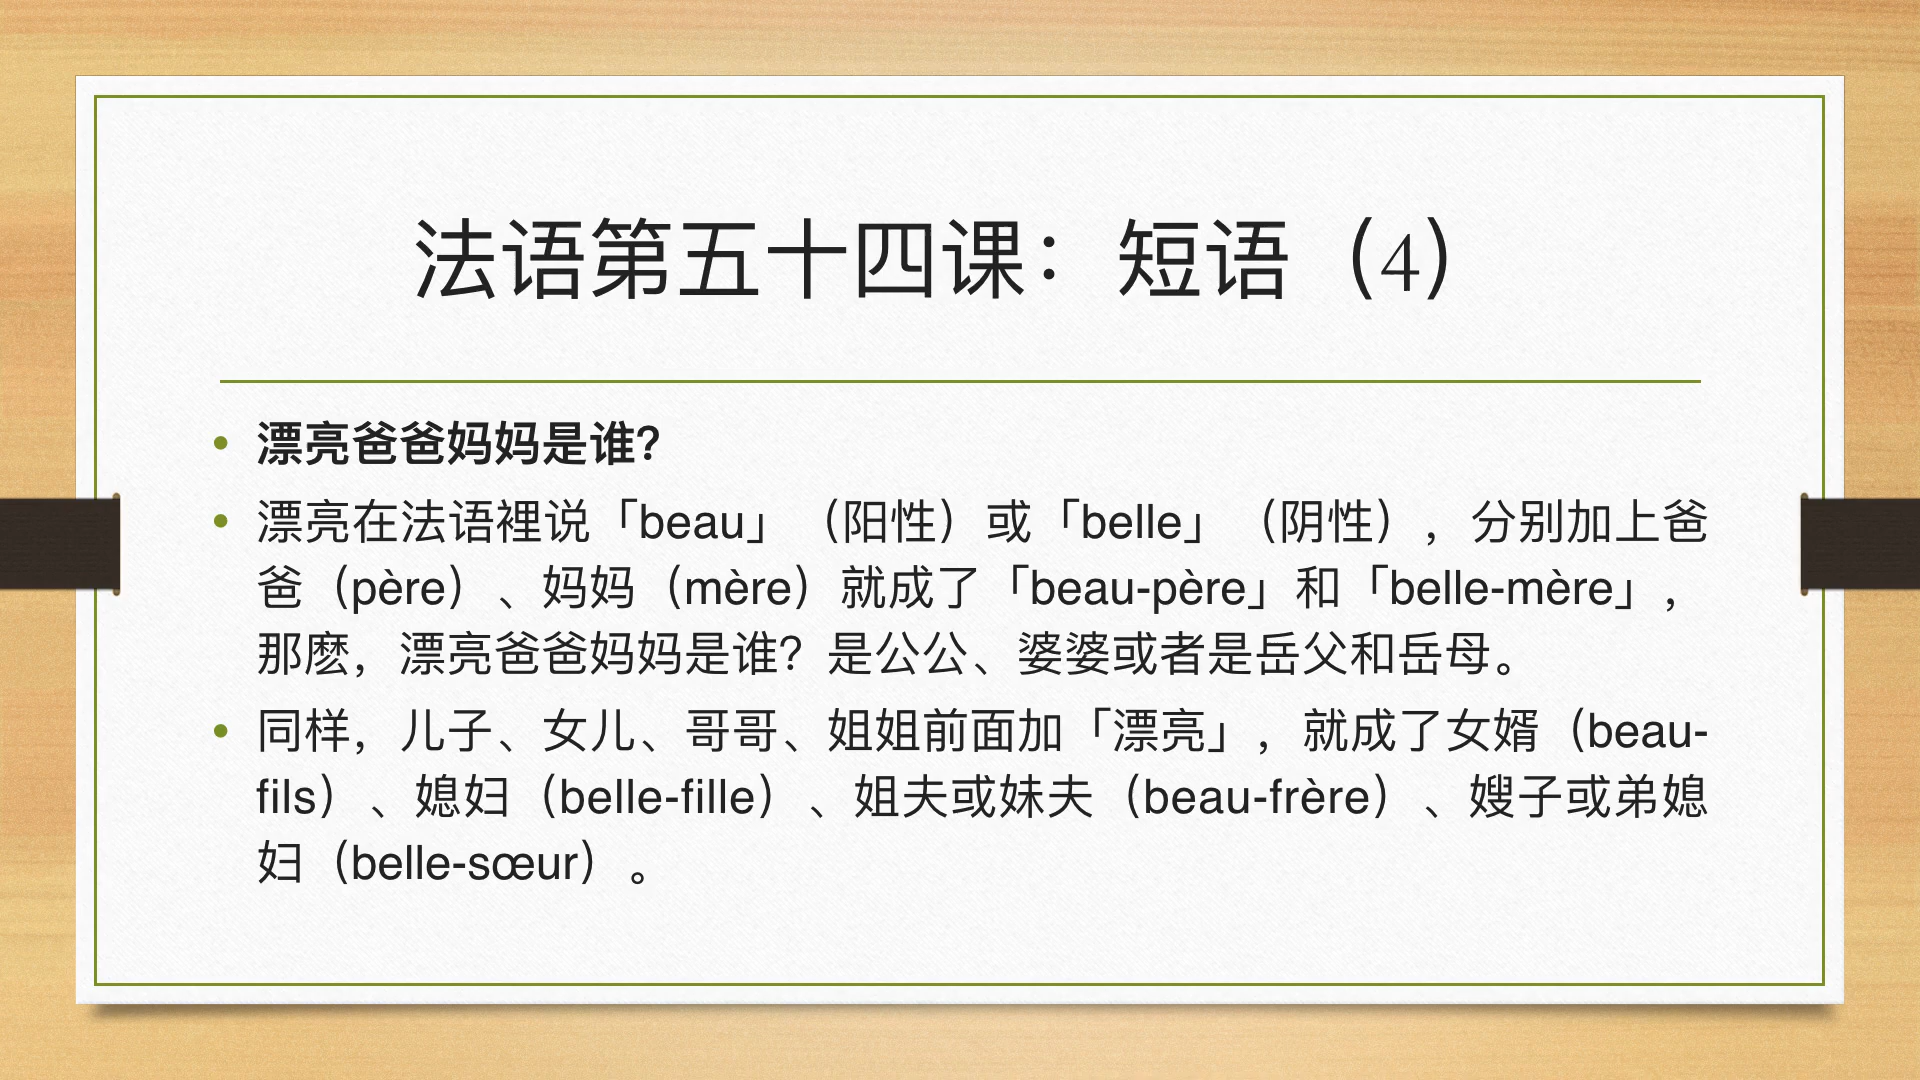 法语第五十四课：短语（4）
• 漂亮爸爸妈妈是谁？
• 漂亮在法语裡说「beau」（阳性）或「belle」（阴性），分别加上爸
爸（père）、妈妈（mère）就成了「beau-père」和「belle-mère」，
那麽，漂亮爸爸妈妈是谁？是公公、婆婆或者是岳父和岳母。
• 同样，儿子、女儿、哥哥、姐姐前面加「漂亮」，就成了女婿（beau-
fils）、媳妇（belle-fille）、姐夫或妹夫（beau-frère）、嫂子或弟媳
妇（belle-sœur）。